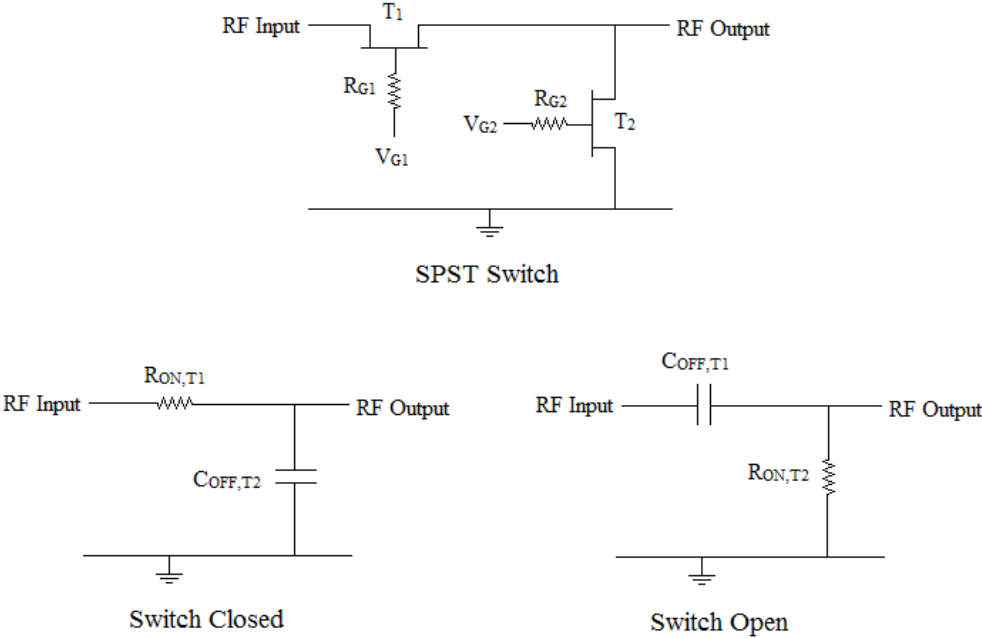 T1
RF Input
RF Output
RG1
RG2
VG2
T2
VG1
SPST Switch
RON,T1
RF Input
RF Output
COFF,T2
Switch Closed
COFF,T1
RF Input
RF Output
RON,T2
Switch Open